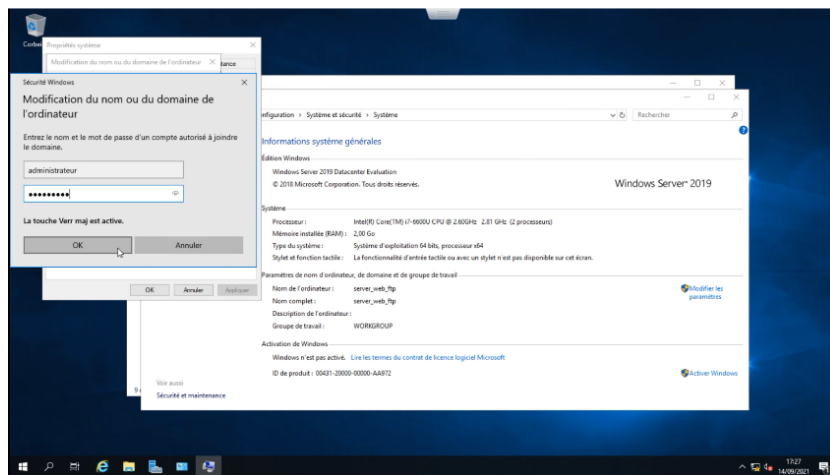 Propriétés système
Modification du nom ou du domaine de l'ordinateur
Sécurité Windows
Modification du nom ou du domaine de
l'ordinateur
Entrez le nom et le mot de passe d'un compte autorisé à joindre
le domaine.
administrateur
•••••••••
La touche Verr maj est active.
OK
Annuler
OK
Annuler
Appliquer
Système et sécurité
Système
Rechercher
Informations système générales
Édition Windows
Windows Server 2019 Datacenter Evaluation
© 2018 Microsoft Corporation. Tous droits réservés.
Windows Server® 2019
Système
Processeur : Intel(R) Core(TM) i7-6600U CPU @ 2.60GHz 2.81 GHz (2 processeurs)
Mémoire installée (RAM) : 2,00 Go
Type du système : Système d'exploitation 64 bits, processeur x64
Stylet et fonction tactile : La fonctionnalité d'entrée tactile ou avec un stylet n'est pas disponible sur cet écran.
Paramètres de nom d'ordinateur, de domaine et de groupe de travail
Nom de l'ordinateur : server_web_ftp
Modifier les
paramètres
Nom complet : server_web_ftp
Description de l'ordinateur :
Groupe de travail : WORKGROUP
Activation de Windows
Windows n'est pas activé. Lire les termes du contrat de licence logiciel Microsoft
ID de produit : 00431-20000-00000-AA972
Activer Windows
Voir aussi
Sécurité et maintenance
17:27
14/09/2021